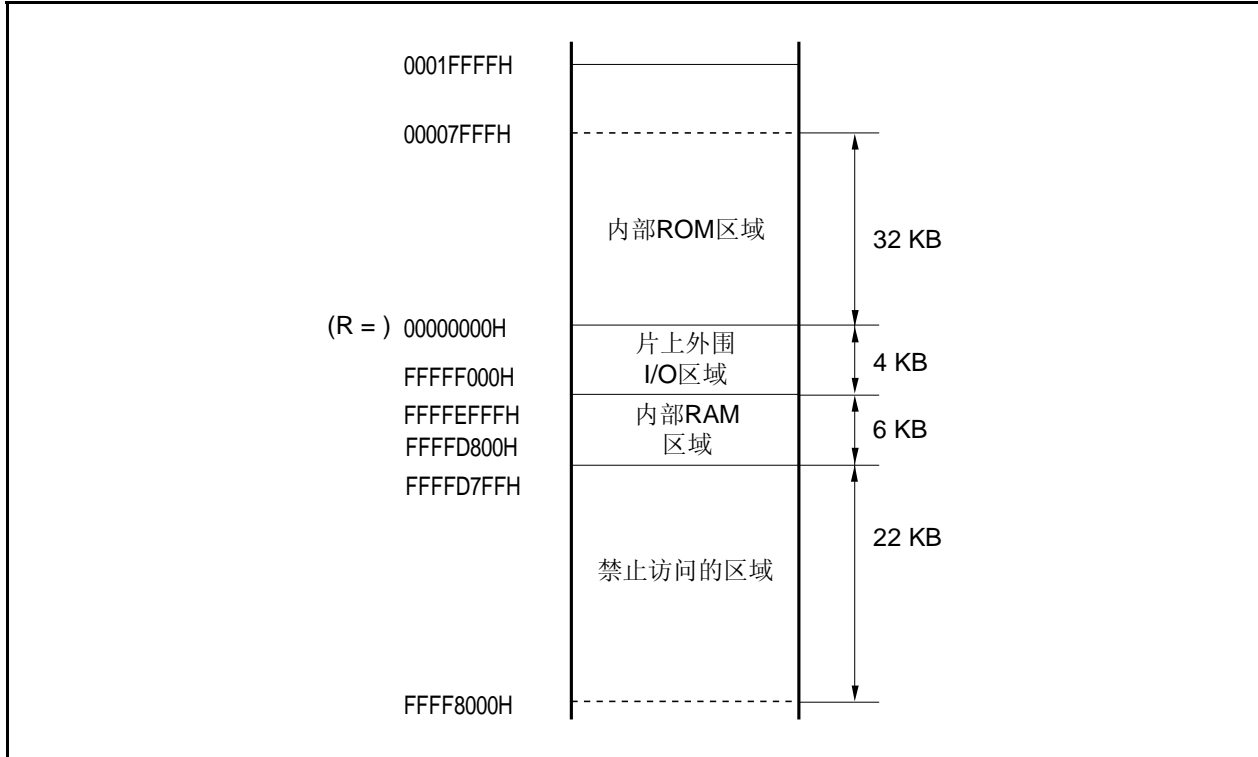 0001FFFFH
00007FFFH
内部ROM区域
32 KB
(R = ) 00000000H
片上外围
I/O区域
4 KB
FFFFF000H
FFFFEFFFH
内部RAM
区域
6 KB
FFFFD800H
FFFFD7FFH
22 KB
禁止访问的区域
FFFF8000H